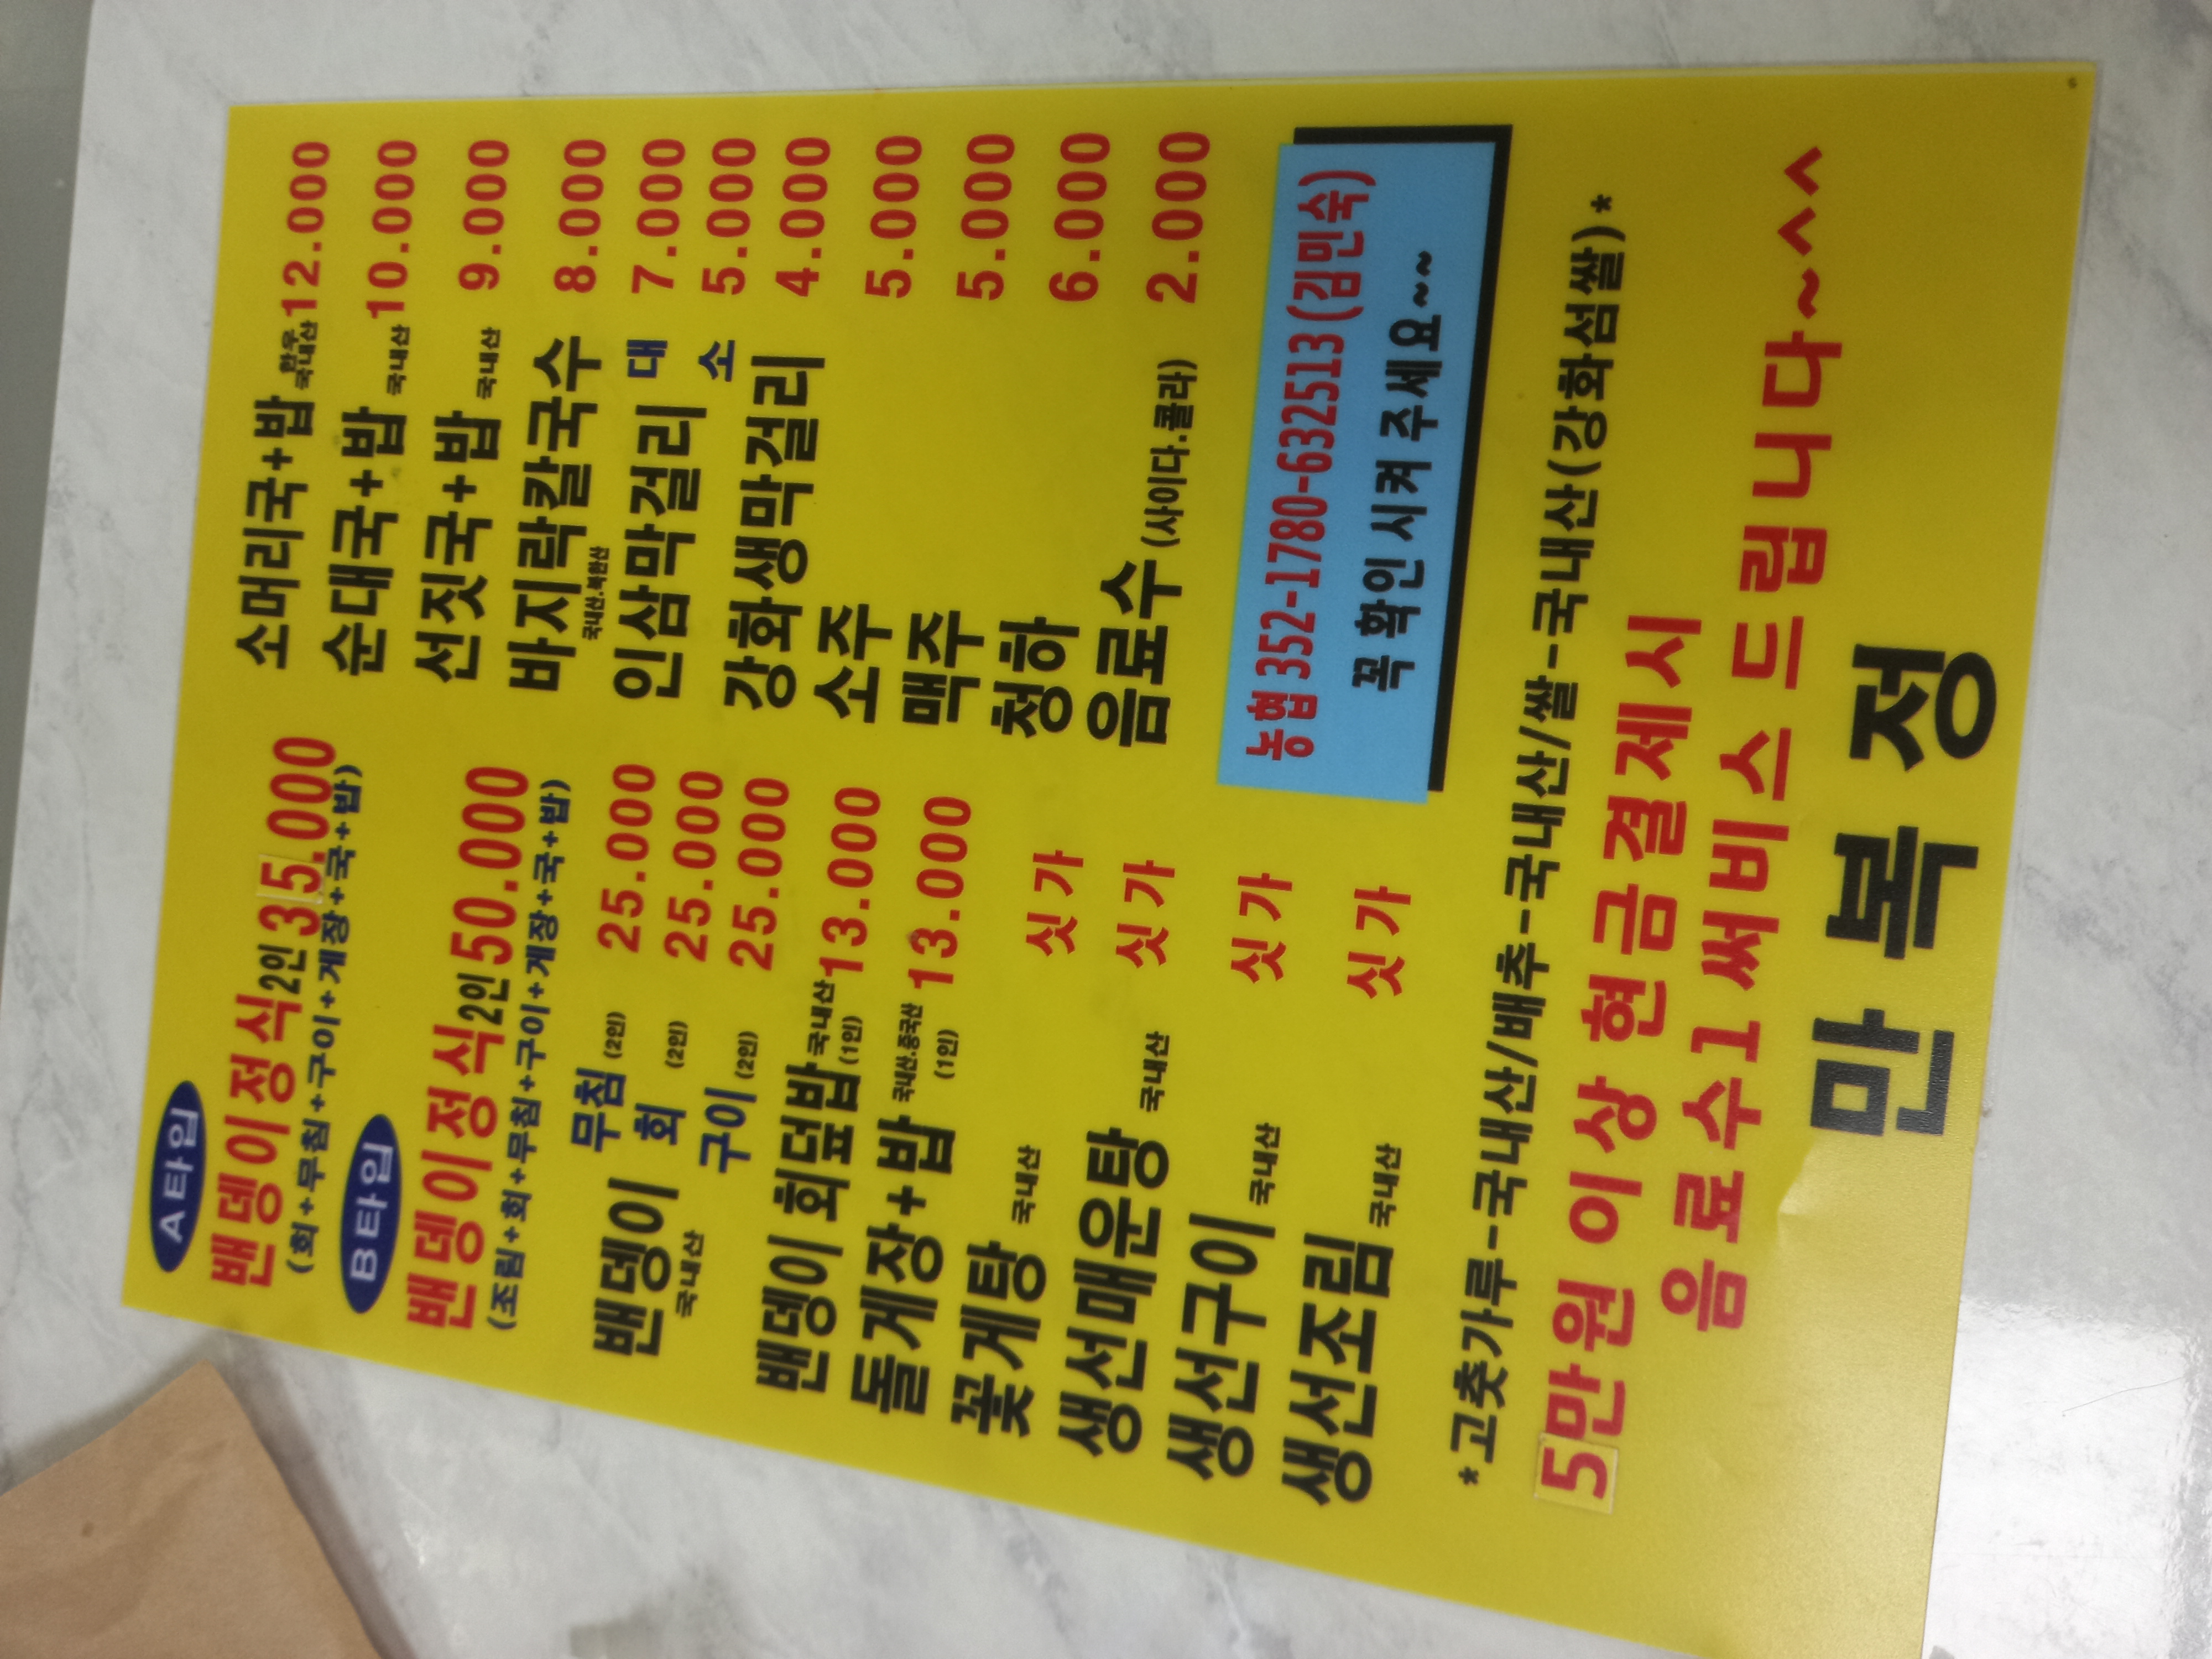 A타입
밴뎅이정식2인 35.000
(회+무침+구이+게장+국+밥)
B타입
밴뎅이정식2인 50.000
(조림+회+무침+구이+게장+국+밥)
밴뎅이 국내산
무침 (2인) 25.000
회 (2인) 25.000
구이 (2인) 25.000
밴뎅이 회덮밥 국내산 (1인) 13.000
돌게장+밥 국내산.중국산 (1인) 13.000
꽃게탕 국내산 싯가
생선매운탕 국내산 싯가
생선구이 국내산 싯가
생선조림 국내산 싯가
소머리국+밥 한우 국내산 12.000
순대국+밥 국내산 10.000
선짓국+밥 국내산 9.000
바지락칼국수 8.000
국내산.북한산
인삼막걸리 대 7.000
소 5.000
강화생막걸리 4.000
소주 5.000
맥주 5.000
청하 6.000
음료수 (사이다.콜라) 2.000
농협 352-1780-632513 (김민숙)
꼭 확인 시켜 주세요~~
*고춧가루-국내산/배추-국내산/쌀-국내산(강화섬쌀)*
5만원 이상 현금결제시
음료수1써비스드립니다~^^
만복정